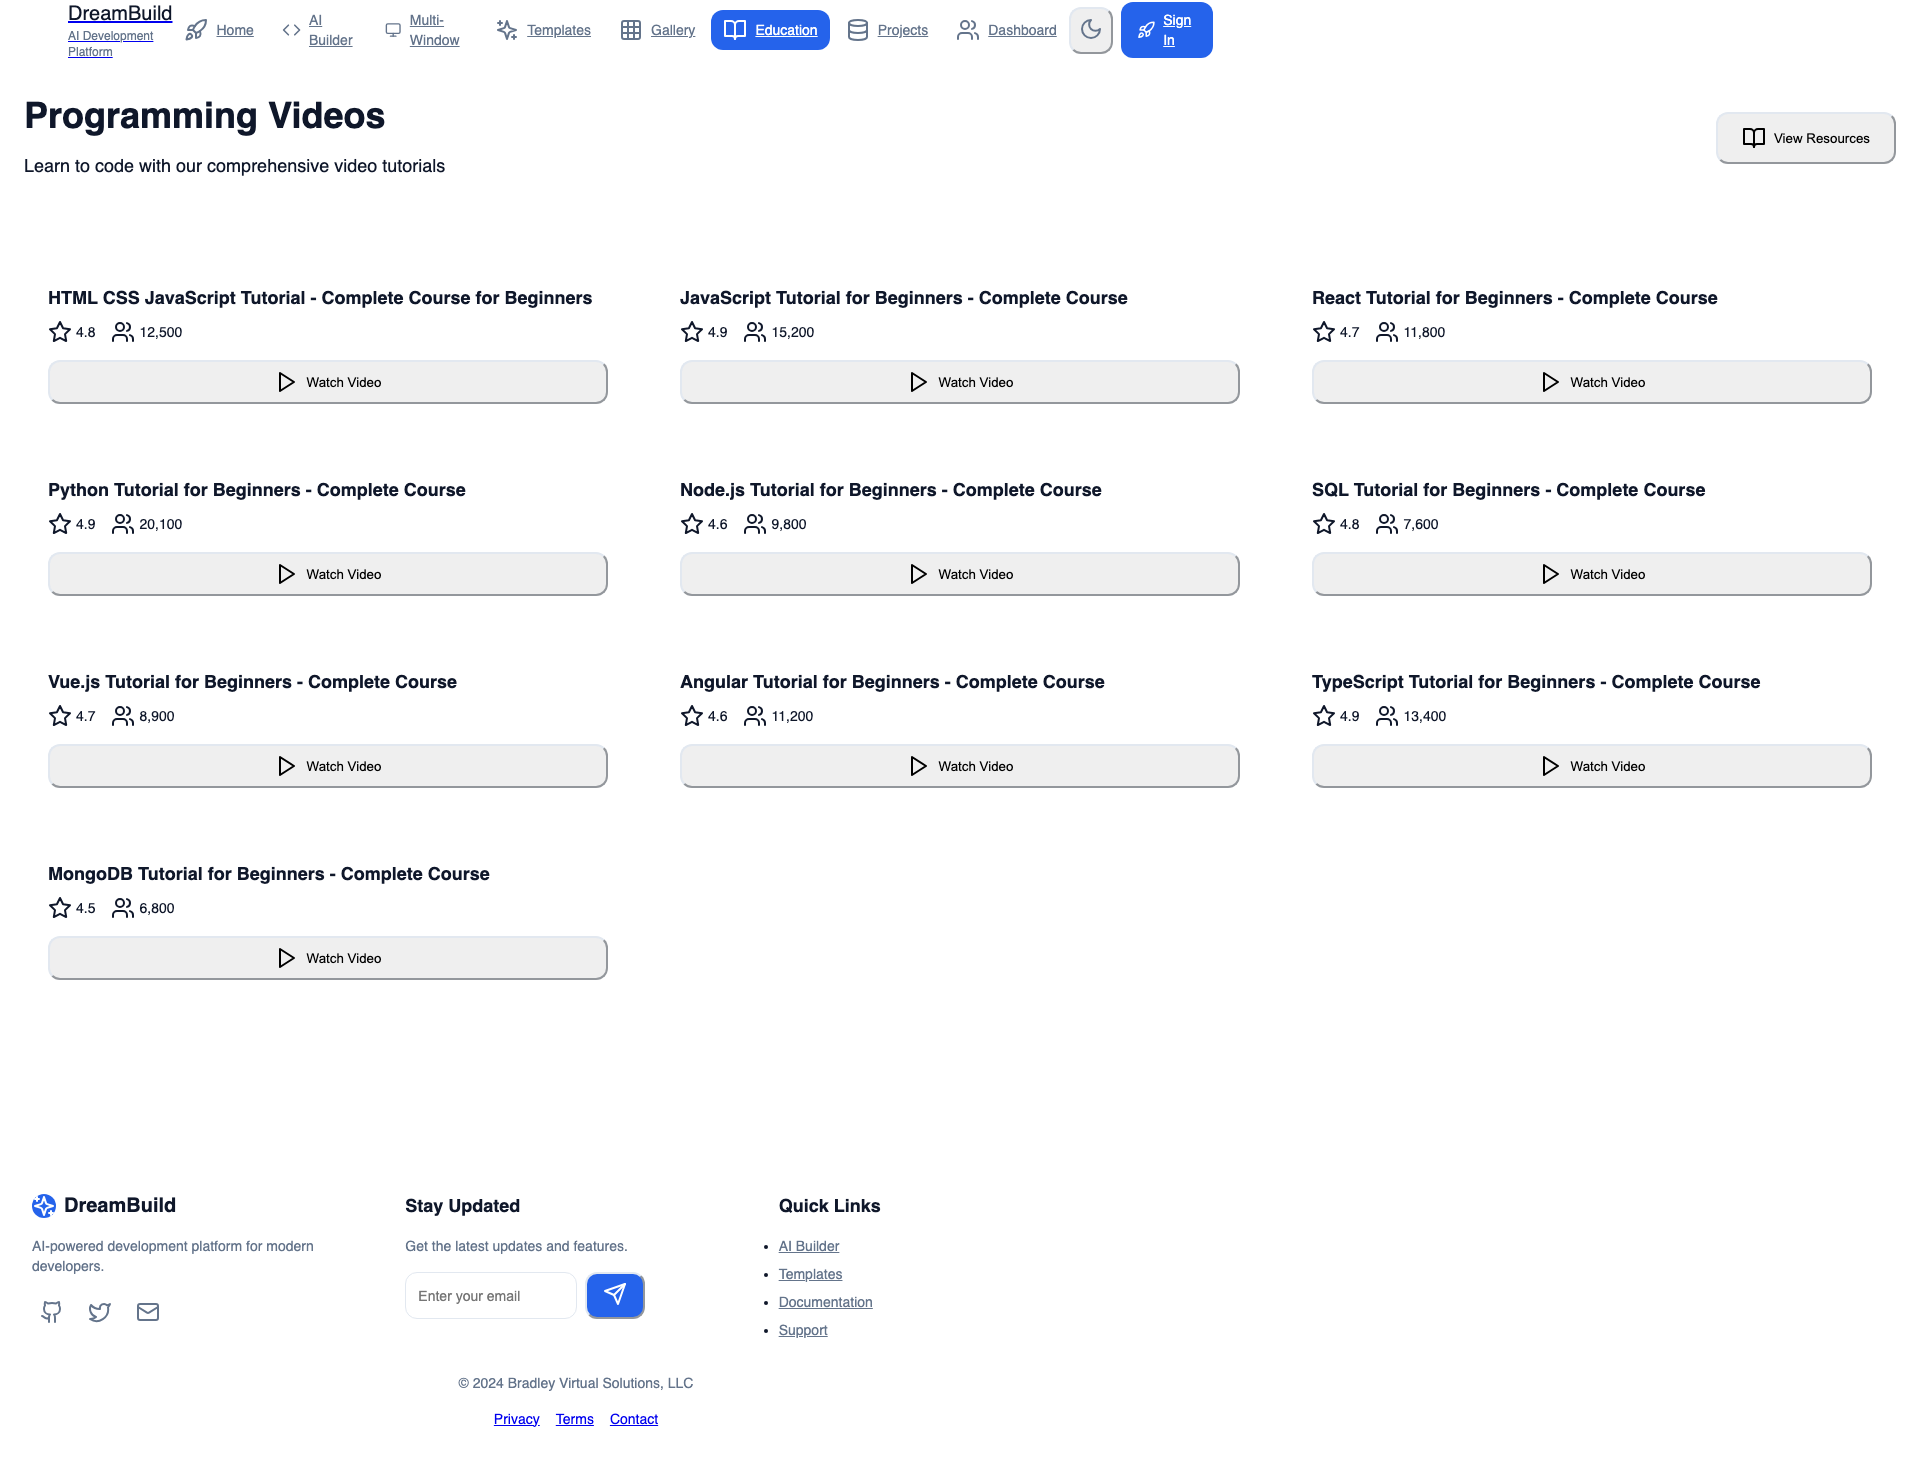 DreamBuild
AI Development
Platform
Home
AI
Builder
Multi-
Window
Templates
Gallery
Education
Projects
Dashboard
Sign
In
Programming Videos
Learn to code with our comprehensive video tutorials
View Resources
HTML CSS JavaScript Tutorial - Complete Course for Beginners
4.8 12,500
Watch Video
JavaScript Tutorial for Beginners - Complete Course
4.9 15,200
Watch Video
React Tutorial for Beginners - Complete Course
4.7 11,800
Watch Video
Python Tutorial for Beginners - Complete Course
4.9 20,100
Watch Video
Node.js Tutorial for Beginners - Complete Course
4.6 9,800
Watch Video
SQL Tutorial for Beginners - Complete Course
4.8 7,600
Watch Video
Vue.js Tutorial for Beginners - Complete Course
4.7 8,900
Watch Video
Angular Tutorial for Beginners - Complete Course
4.6 11,200
Watch Video
TypeScript Tutorial for Beginners - Complete Course
4.9 13,400
Watch Video
MongoDB Tutorial for Beginners - Complete Course
4.5 6,800
Watch Video
DreamBuild
AI-powered development platform for modern
developers.
Stay Updated
Get the latest updates and features.
Enter your email
Quick Links
AI Builder
Templates
Documentation
Support
© 2024 Bradley Virtual Solutions, LLC
Privacy Terms Contact